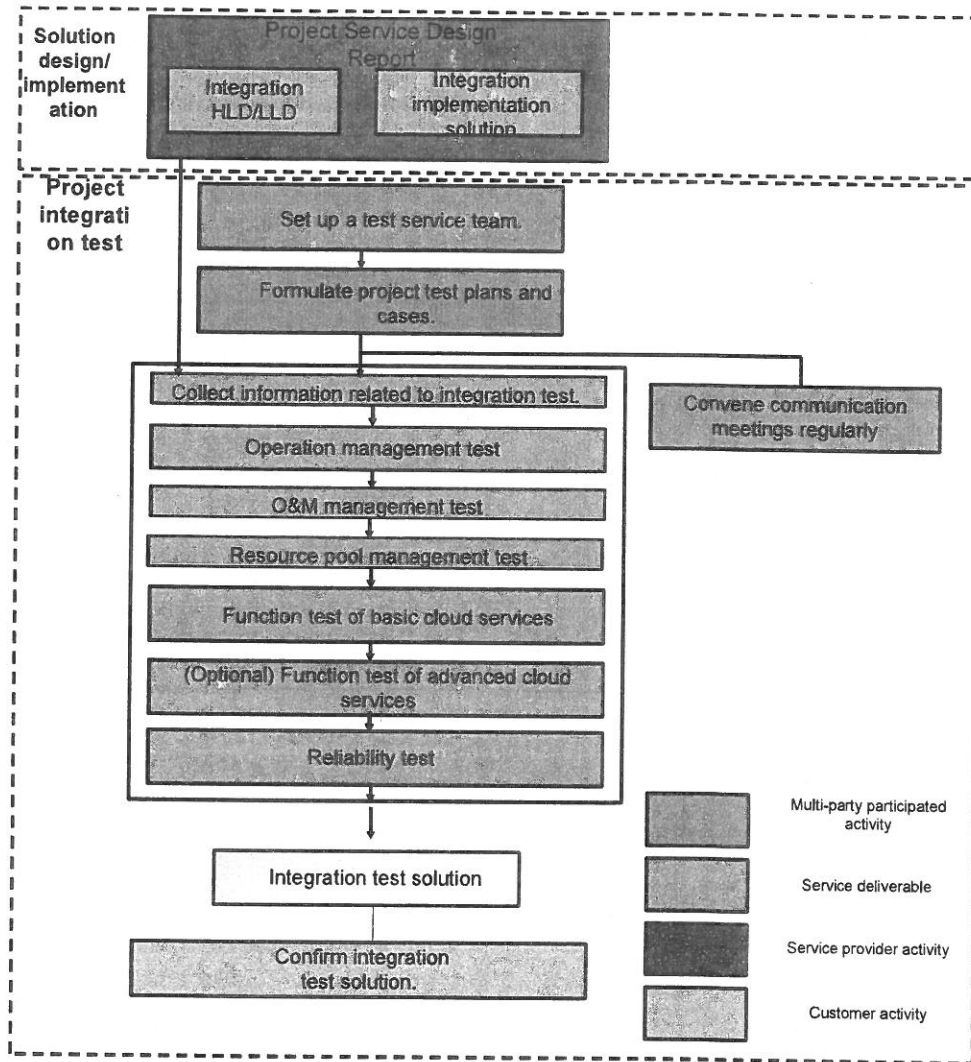 Solution
design/
implement
ation
Project Service Design
Report
Integration
HLD/LLD
Integration
implementation
solution
Project
integrati
on test
Set up a test service team.
Formulate project test plans and
cases.
Collect information related to integration test.
Convene communication
meetings regularly
Operation management test
O&M management test
Resource pool management test
Function test of basic cloud services
(Optional) Function test of advanced cloud
services
Reliability test
Integration test solution
Confirm integration
test solution.
Multi-party participated
activity
Service deliverable
Service provider activity
Customer activity